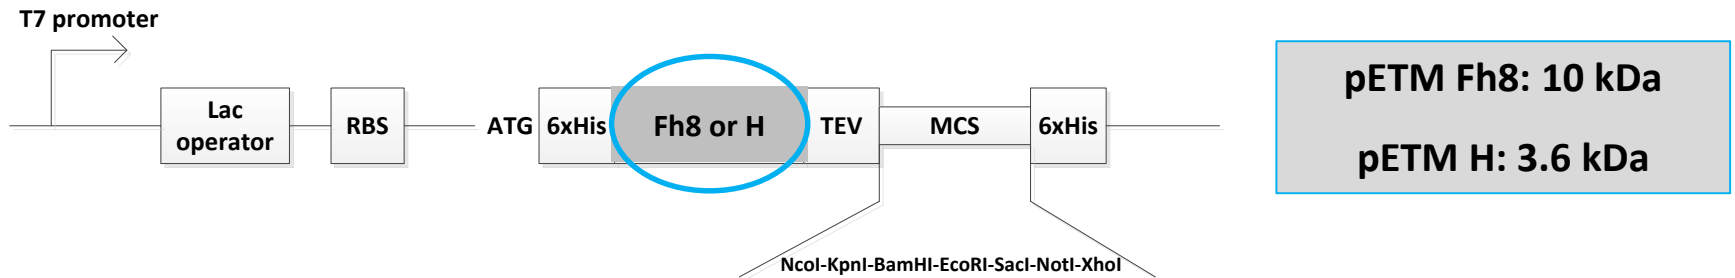 T7 promoter
Lac
operator
RBS
ATG
6xHis
Fh8 or H
TEV
MCS
6xHis
NcoI-KpnI-BamHI-EcoRI-SacI-NotI-XhoI
pETM Fh8: 10 kDa
pETM H: 3.6 kDa